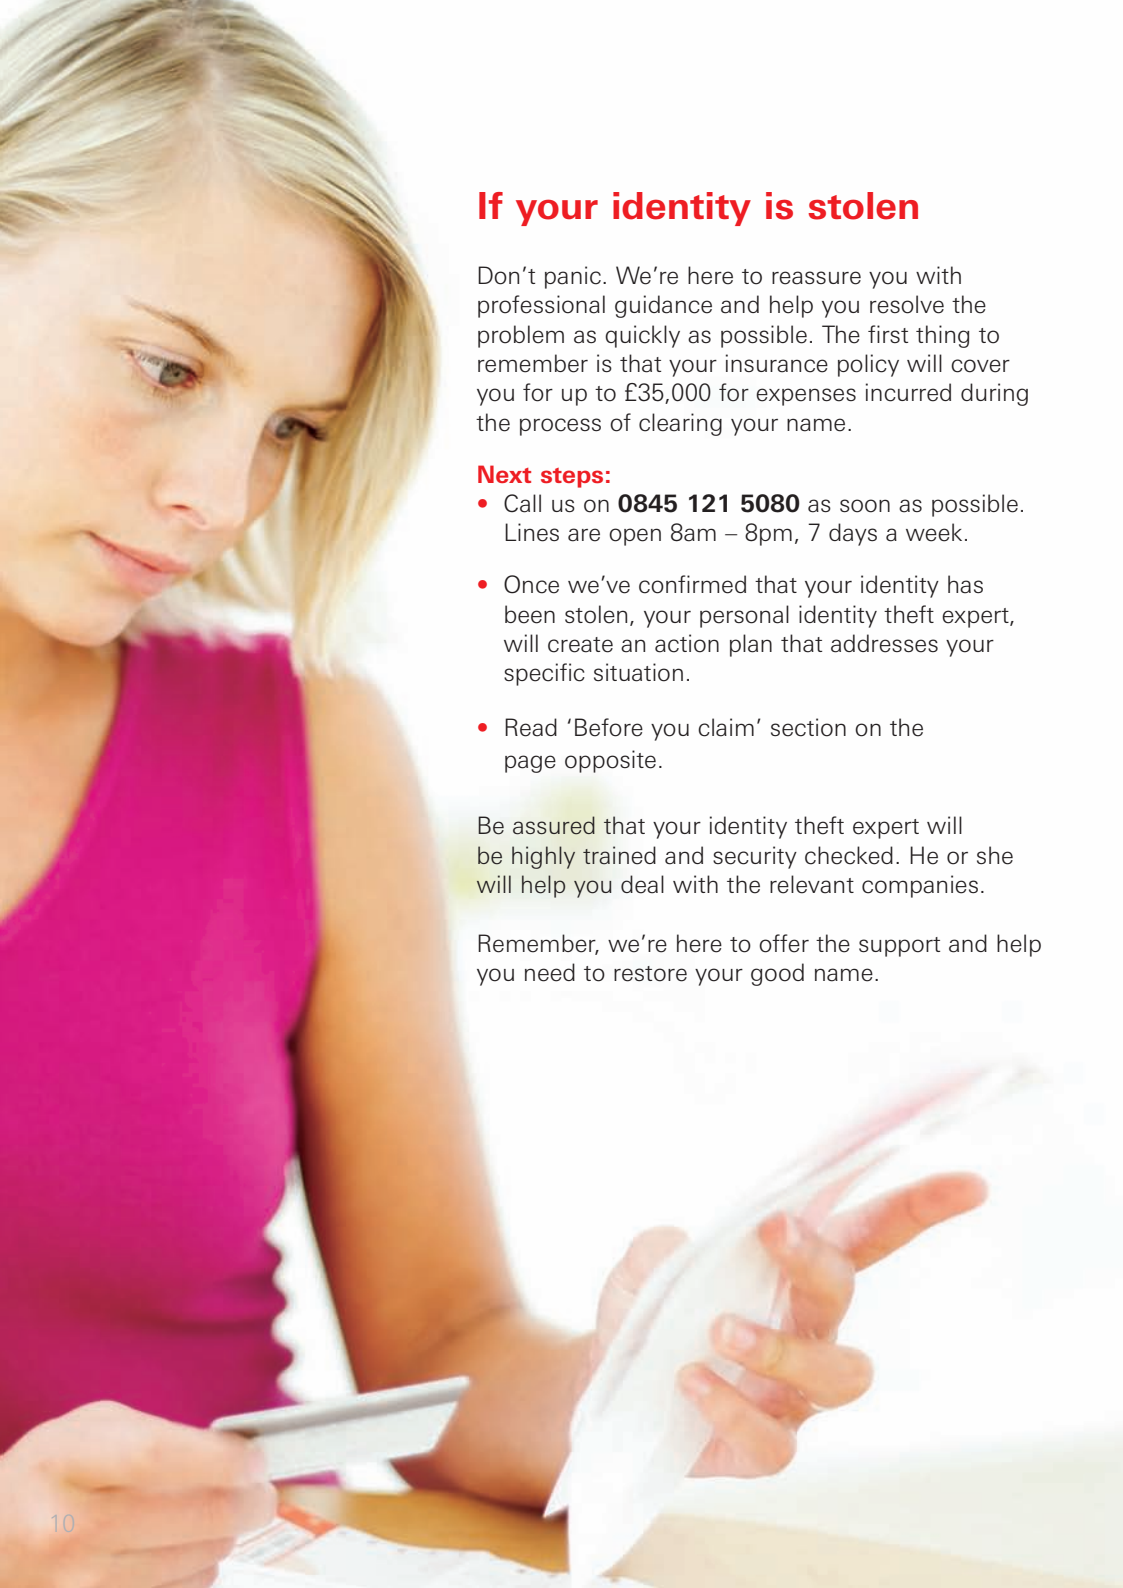 If your identity is stolen
Don’t panic. We’re here to reassure you with
professional guidance and help you resolve the
problem as quickly as possible. The first thing to
remember is that your insurance policy will cover
you for up to £35,000 for expenses incurred during
the process of clearing your name.
Next steps:
• Call us on 0845 121 5080 as soon as possible.
Lines are open 8am – 8pm, 7 days a week.
• Once we’ve confirmed that your identity has
been stolen, your personal identity theft expert,
will create an action plan that addresses your
specific situation.
• Read ‘Before you claim’ section on the
page opposite.
Be assured that your identity theft expert will
be highly trained and security checked. He or she
will help you deal with the relevant companies.
Remember, we’re here to offer the support and help
you need to restore your good name.
10